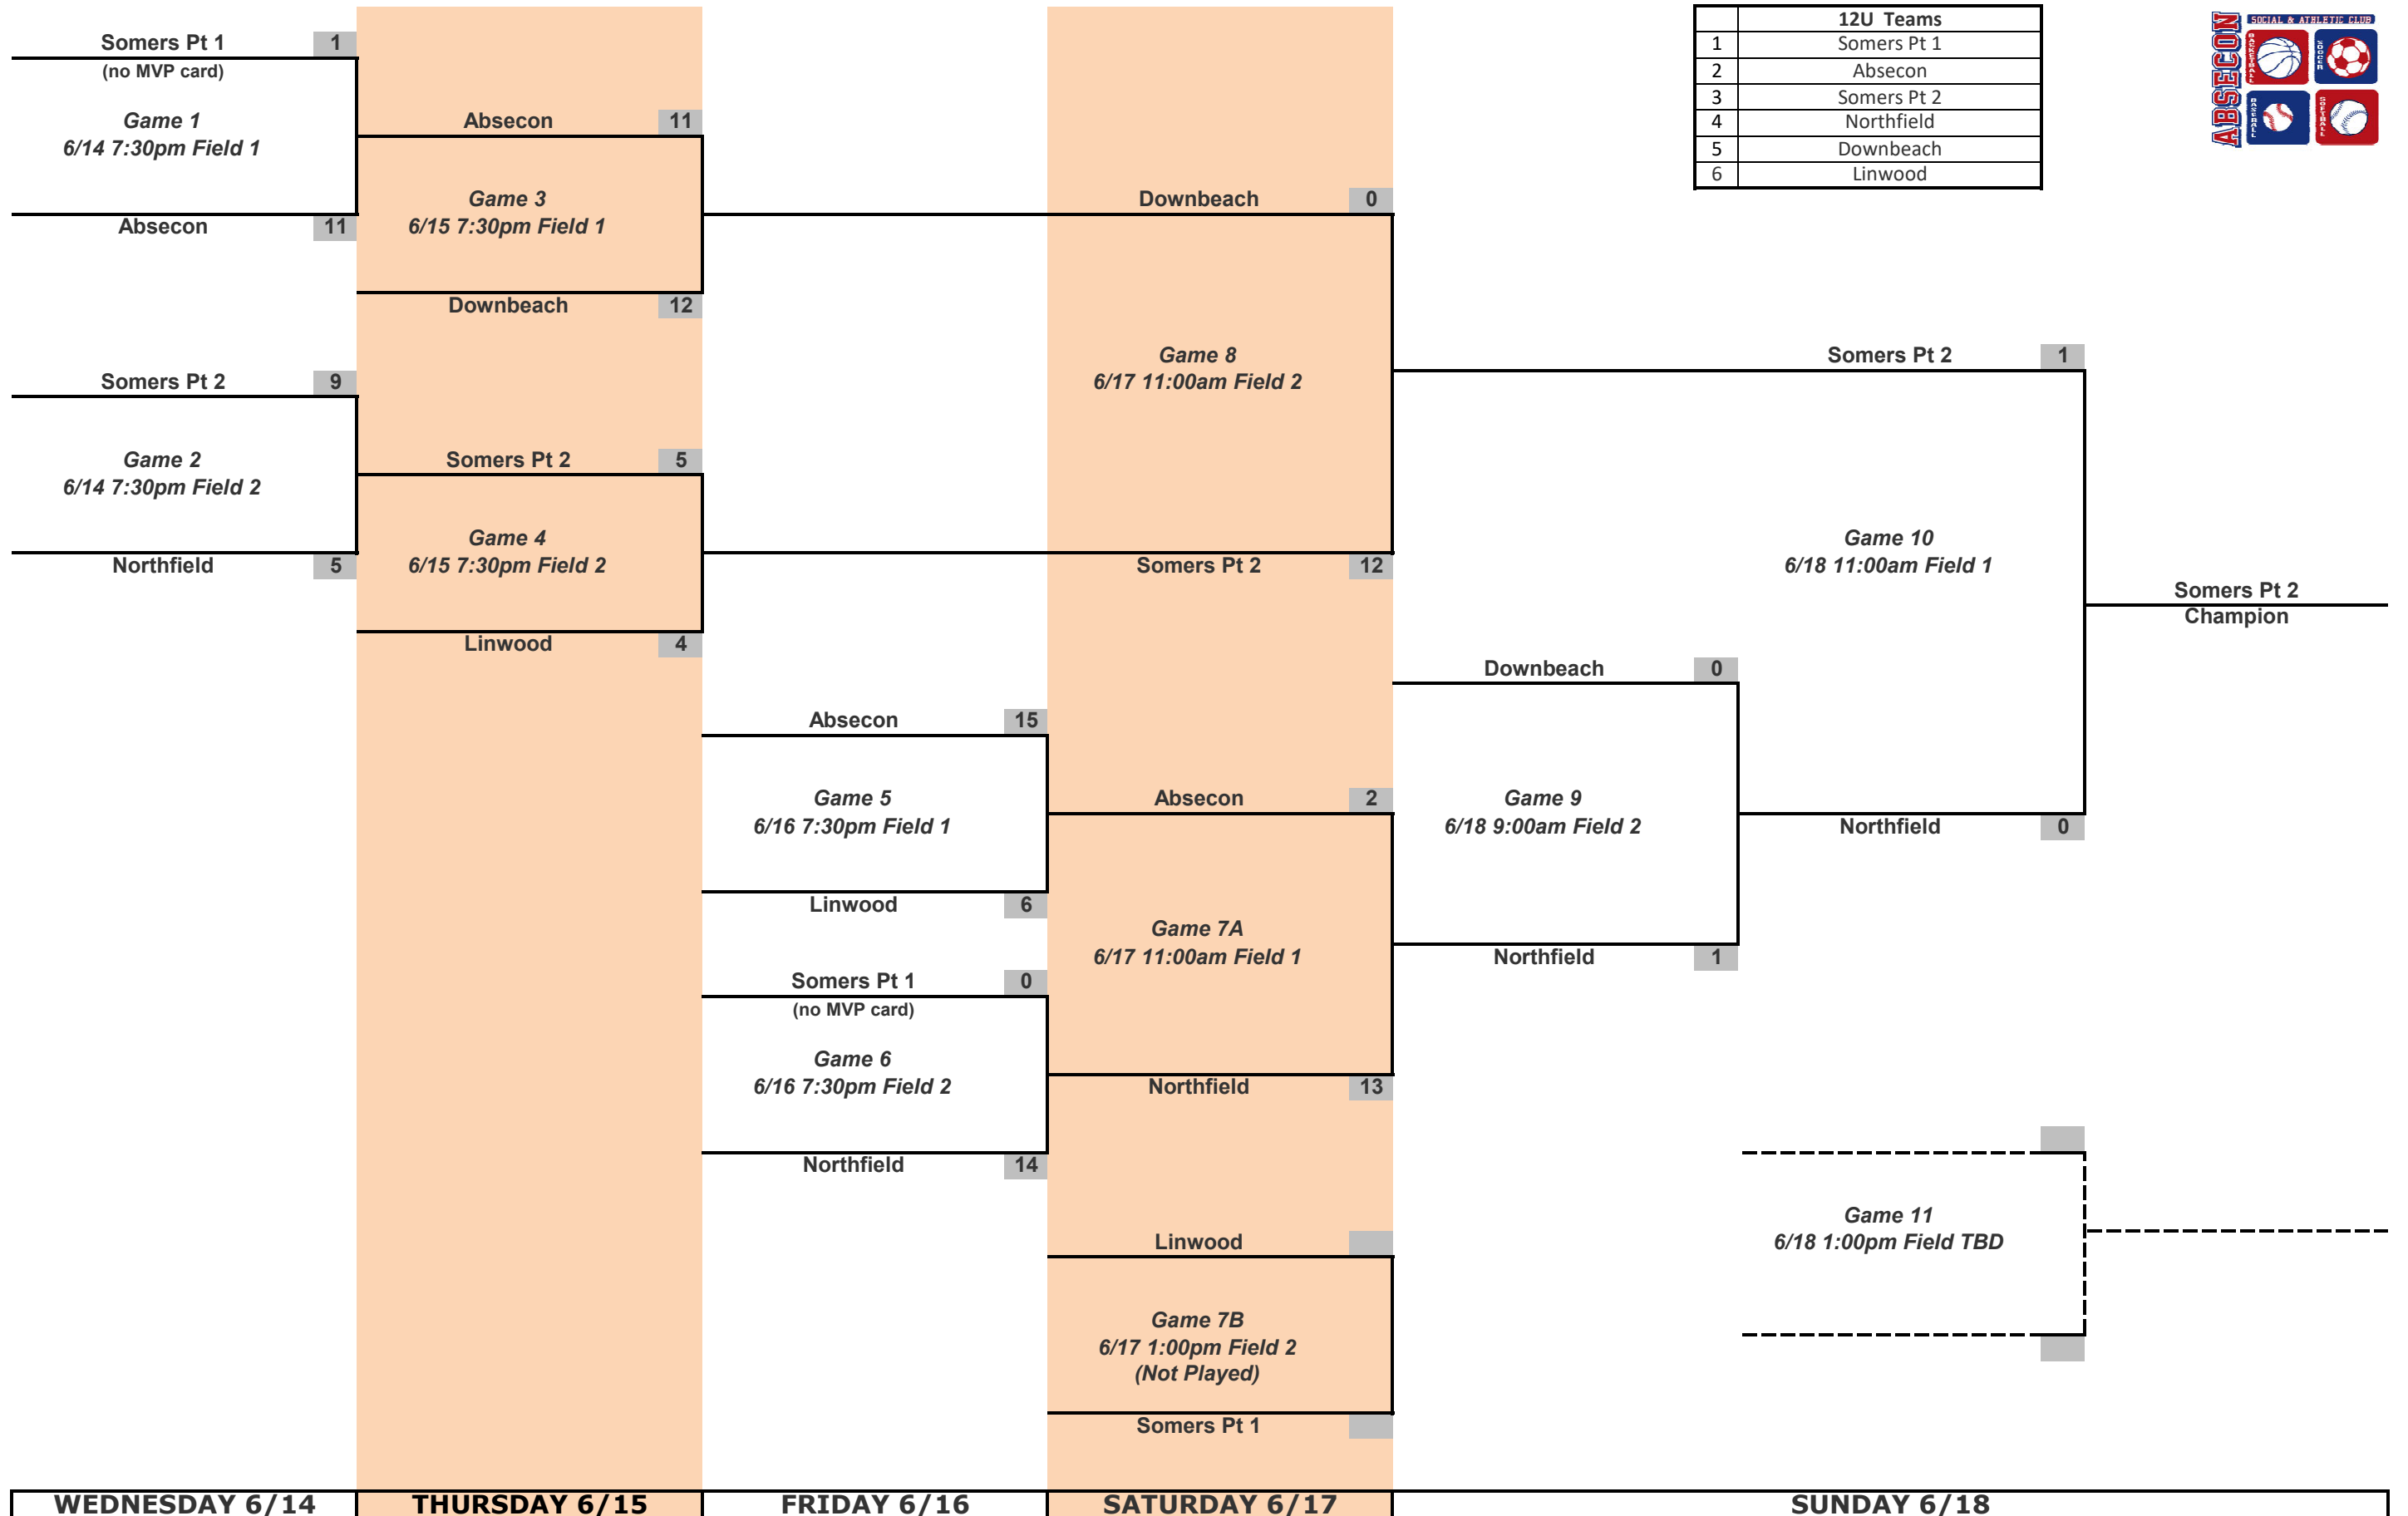 12U Teams
1 Somers Pt 1
2 Absecon
3 Somers Pt 2
4 Northfield
5 Downbeach
6 Linwood
ABSECON
SOCIAL & ATHLETIC CLUB
BASKETBALL
SOCCER
BASEBALL
SOFTBALL
Somers Pt 1 1
(no MVP card)
Game 1
6/14 7:30pm Field 1
Absecon 11
Somers Pt 2 9
Game 2
6/14 7:30pm Field 2
Northfield 5
Absecon 11
Game 3
6/15 7:30pm Field 1
Downbeach 12
Somers Pt 2 5
Game 4
6/15 7:30pm Field 2
Linwood 4
Absecon 15
Game 5
6/16 7:30pm Field 1
Linwood 6
Somers Pt 1 0
(no MVP card)
Game 6
6/16 7:30pm Field 2
Northfield 14
Downbeach 0
Game 8
6/17 11:00am Field 2
Somers Pt 2 12
Absecon 2
Game 7A
6/17 11:00am Field 1
Northfield 13
Linwood
Game 7B
6/17 1:00pm Field 2
(Not Played)
Somers Pt 1
Downbeach 0
Game 9
6/18 9:00am Field 2
Northfield 1
Somers Pt 2 1
Game 10
6/18 11:00am Field 1
Northfield 0
Somers Pt 2
Champion
Game 11
6/18 1:00pm Field TBD
WEDNESDAY 6/14
THURSDAY 6/15
FRIDAY 6/16
SATURDAY 6/17
SUNDAY 6/18